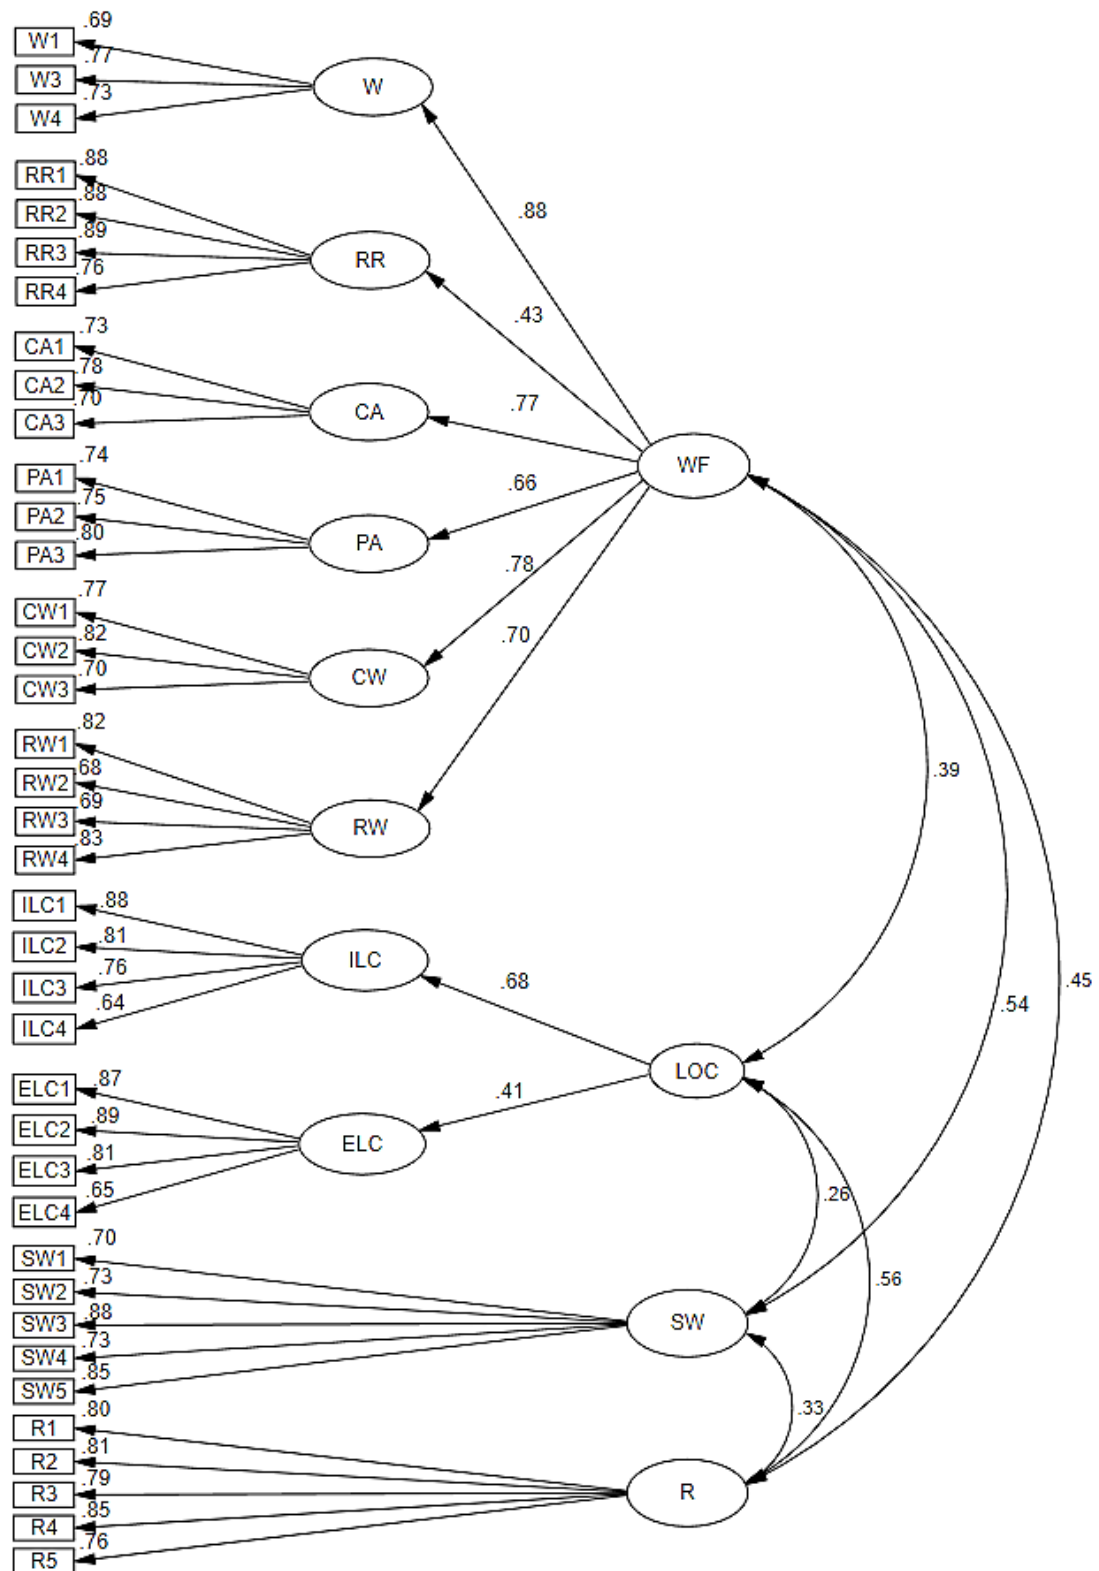 .69
W1
.77
W3
.73
W4
W
.88
RR1
.88
RR2
.89
RR3
.76
RR4
RR
.73
CA1
.78
CA2
.70
CA3
CA
.74
PA1
.75
PA2
.80
PA3
PA
.77
CW1
.82
CW2
.70
CW3
CW
.82
RW1
.68
RW2
.69
RW3
.83
RW4
RW
.88
.43
.77
.66
.78
.70
WF
ILC1
.88
ILC2
.81
ILC3
.76
ILC4
.64
ILC
ELC1
.87
ELC2
.89
ELC3
.81
ELC4
.65
ELC
.68
.41
LOC
.70
SW1
.73
SW2
.88
SW3
.73
SW4
.85
SW5
SW
.80
R1
.81
R2
.79
R3
.85
R4
.76
R5
R
.39
.54
.45
.26
.56
.33